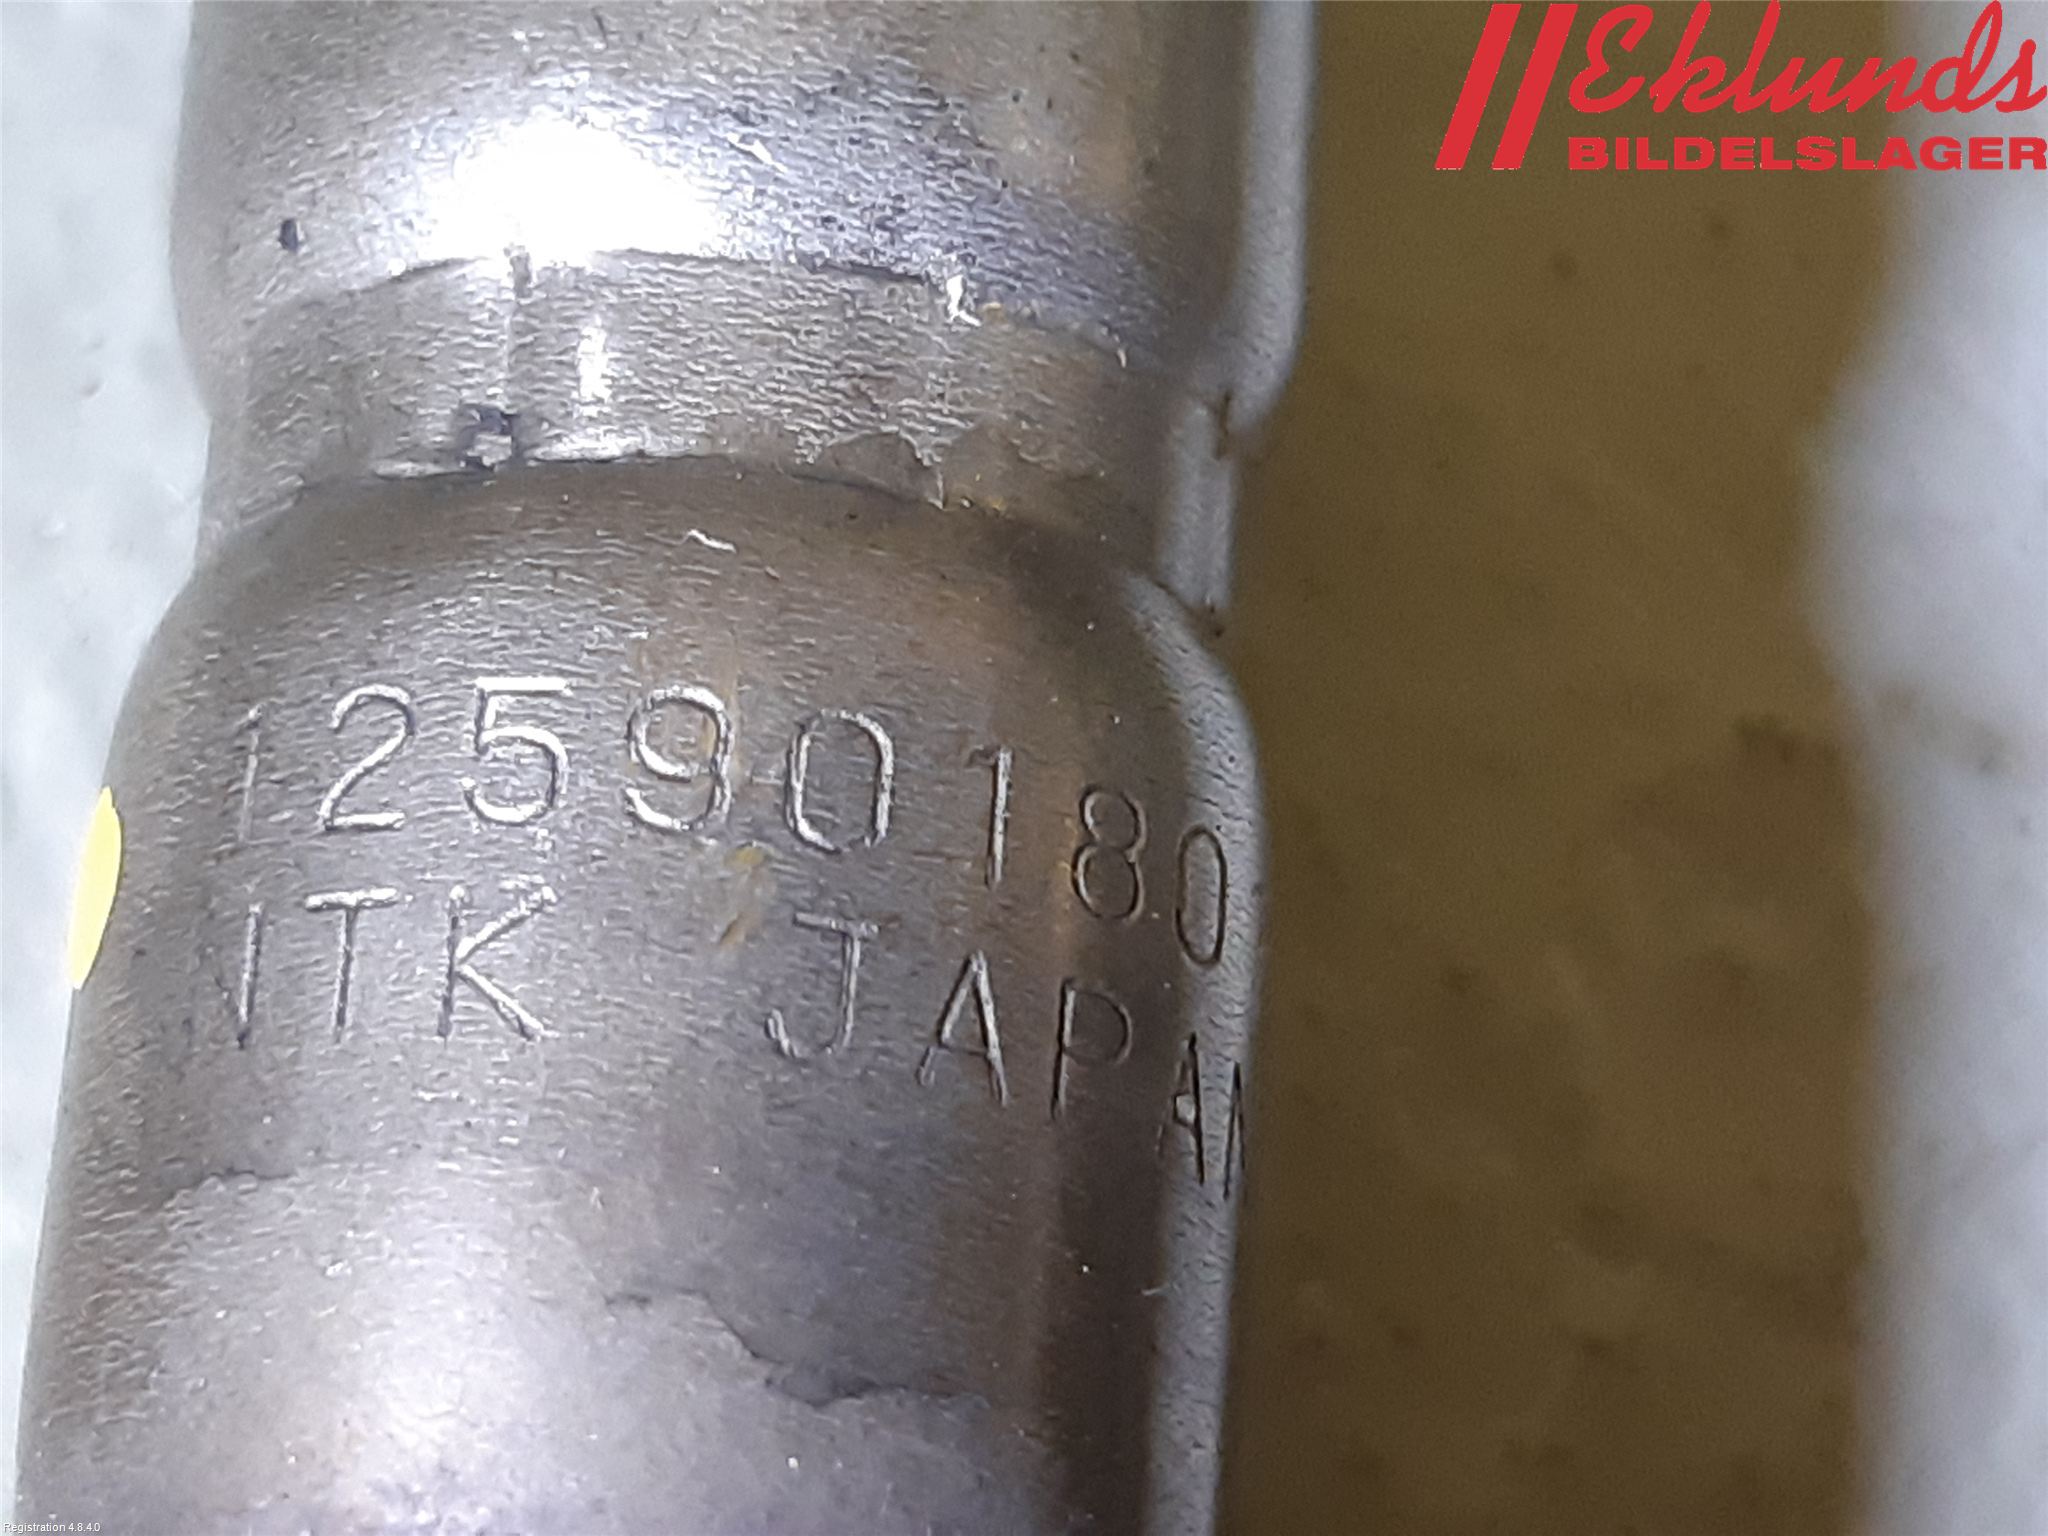 Eklunds
BILDELSLAGER
12590180
NTK JAPAN
Registration 4.8.4.0